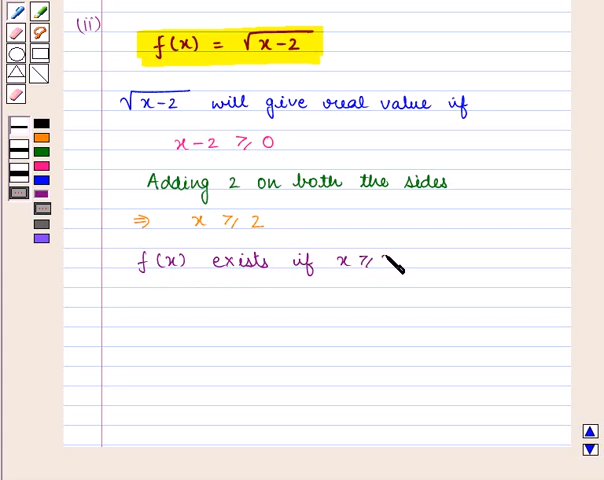 (ii)
f(x) = √x-2
√x-2 will give real value if
x-2 ⩾ 0
Adding 2 on both the sides
⇒ x ⩾ 2
f(x) exists if x ⩾